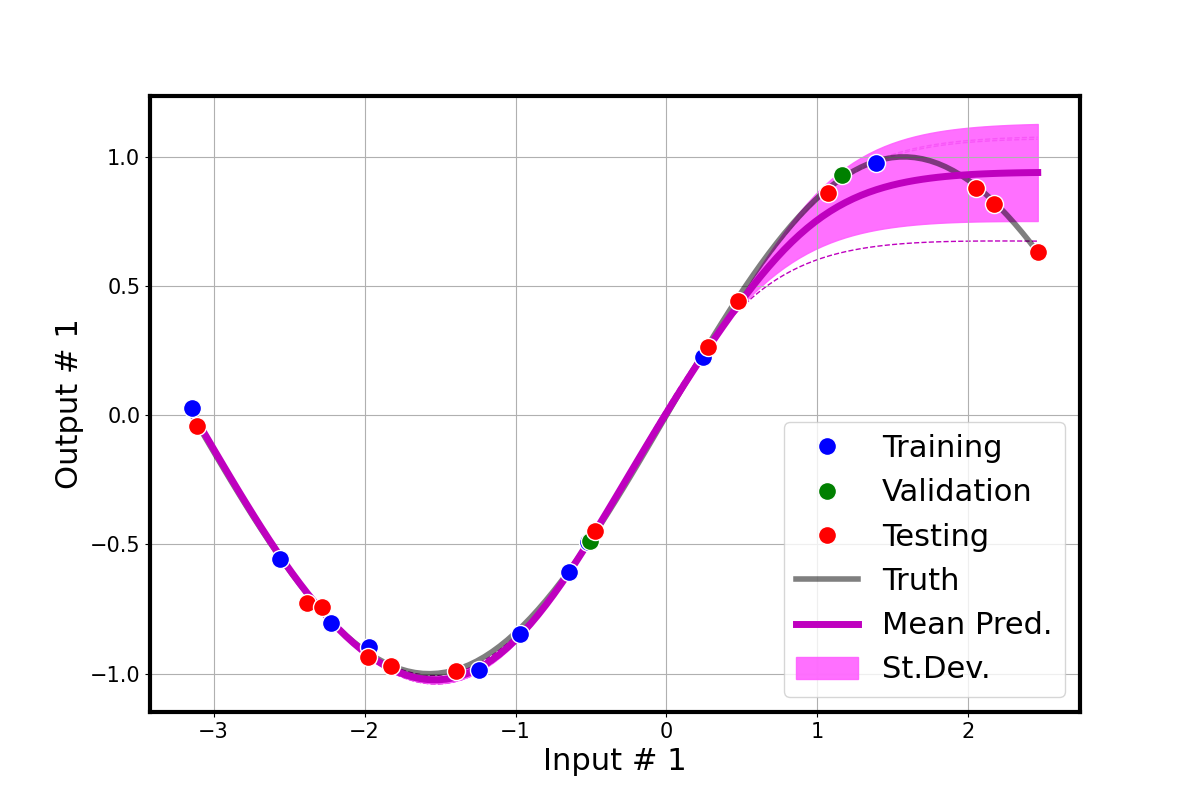 1.0
0.5
0.0
−0.5
−1.0
Output # 1
−3
−2
−1
0
1
2
Input # 1
Training
Validation
Testing
Truth
Mean Pred.
St.Dev.